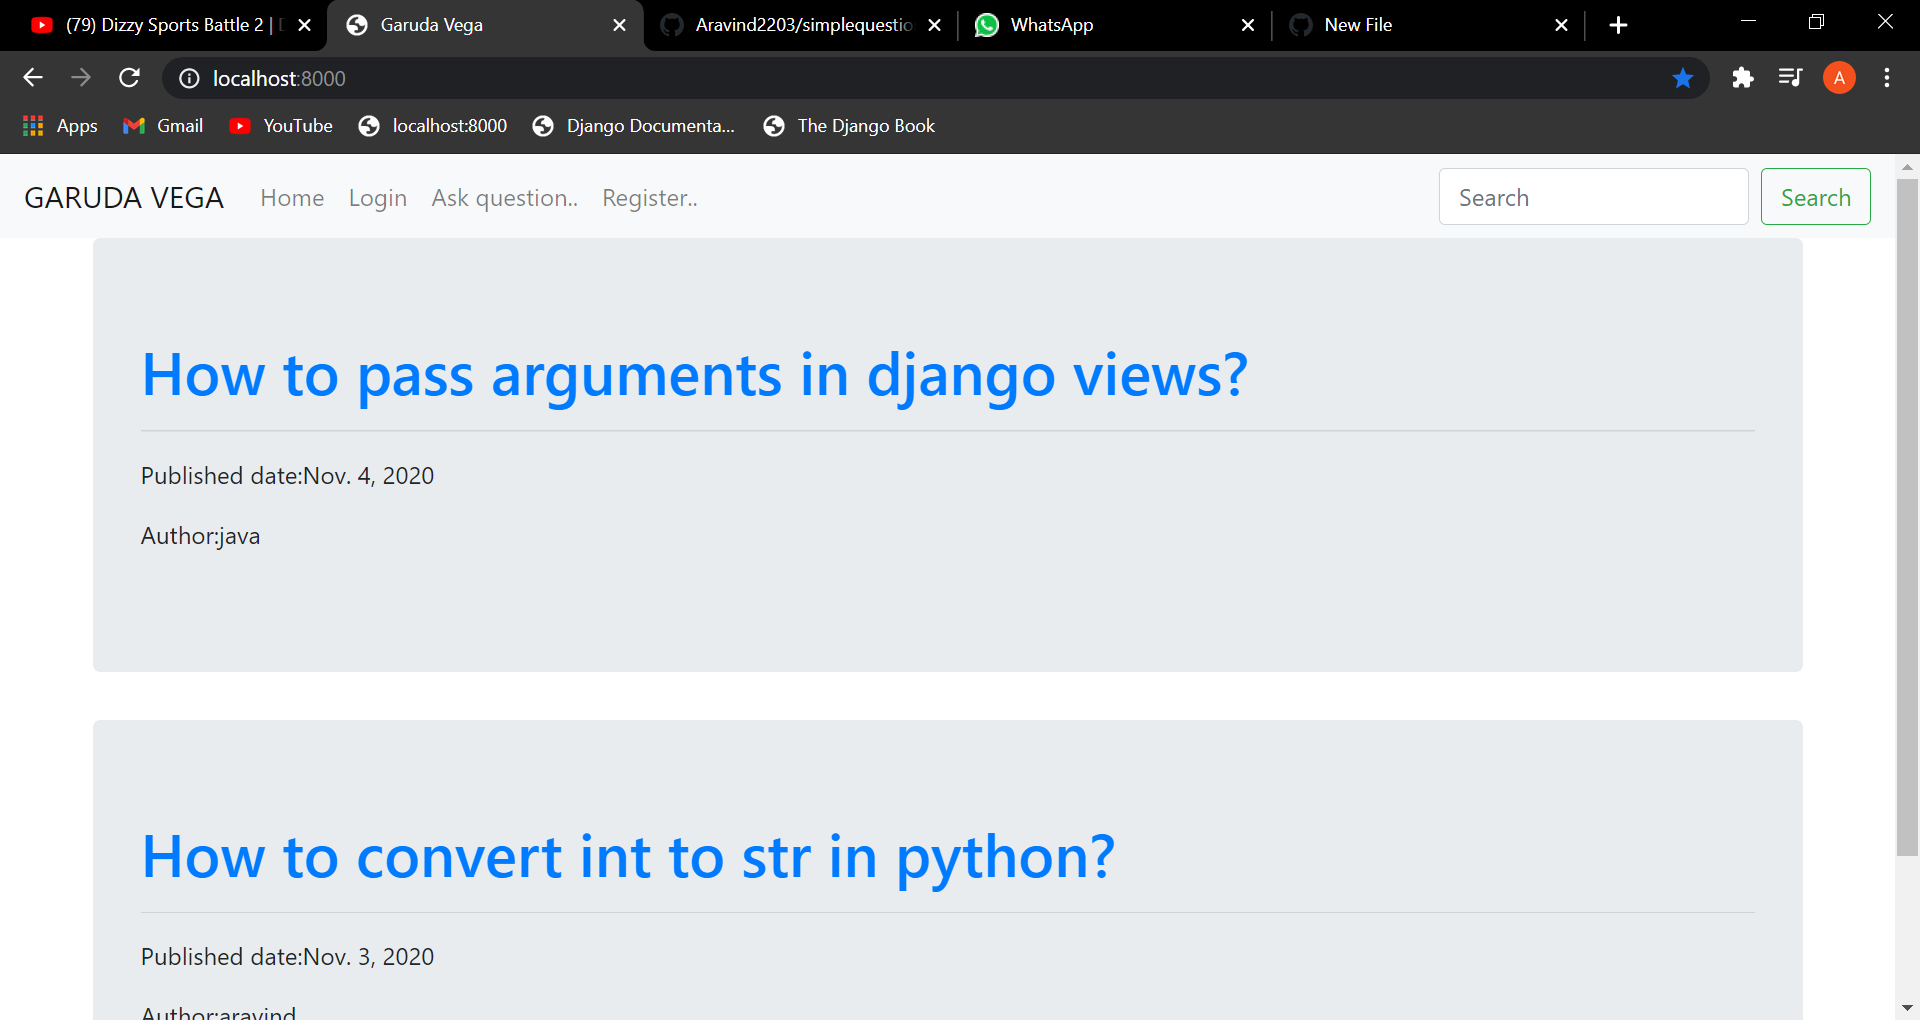 (79) Dizzy Sports Battle 2 |
Garuda Vega
Aravind2203/simplequestio
WhatsApp
New File
localhost:8000
A
Apps
Gmail
YouTube
localhost:8000
Django Documenta...
The Django Book
GARUDA VEGA
Home
Login
Ask question..
Register..
Search
Search
How to pass arguments in django views?
Published date:Nov. 4, 2020
Author:java
How to convert int to str in python?
Published date:Nov. 3, 2020
Author:aravind